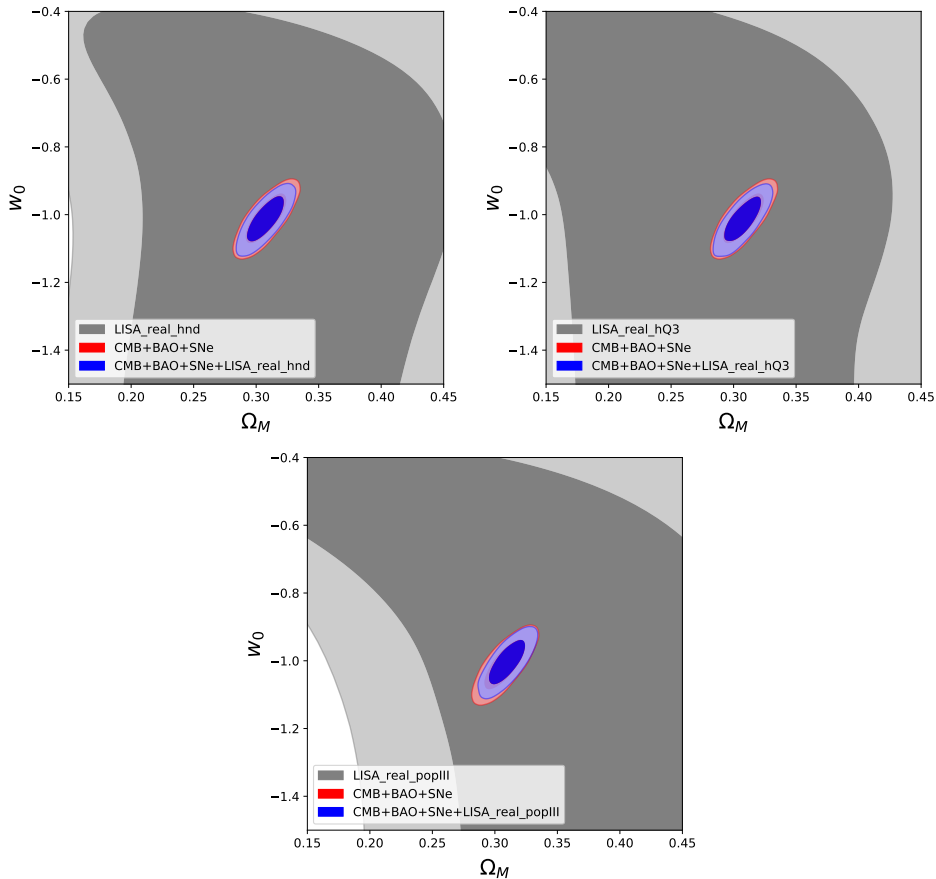 −0.4
−0.6
−0.8
−1.0
−1.2
−1.4
w0
LISA_real_hnd
CMB+BAO+SNe
CMB+BAO+SNe+LISA_real_hnd
0.15 0.20 0.25 0.30 0.35 0.40 0.45
ΩM
−0.4
−0.6
−0.8
−1.0
−1.2
−1.4
w0
LISA_real_hQ3
CMB+BAO+SNe
CMB+BAO+SNe+LISA_real_hQ3
0.15 0.20 0.25 0.30 0.35 0.40 0.45
ΩM
−0.4
−0.6
−0.8
−1.0
−1.2
−1.4
w0
LISA_real_popIII
CMB+BAO+SNe
CMB+BAO+SNe+LISA_real_popIII
0.15 0.20 0.25 0.30 0.35 0.40 0.45
ΩM